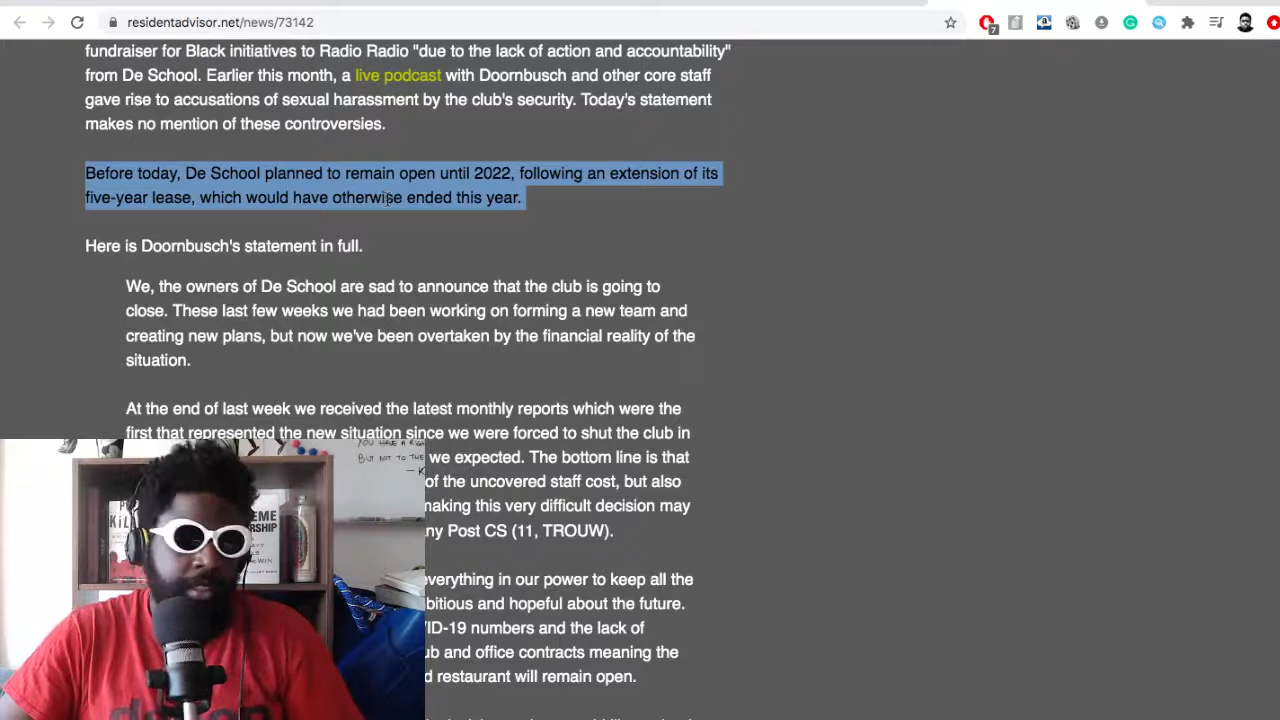 residentadvisor.net/news/73142
7
fundraiser for Black initiatives to Radio Radio "due to the lack of action and accountability"
from De School. Earlier this month, a live podcast with Doornbusch and other core staff
gave rise to accusations of sexual harassment by the club's security. Today's statement
makes no mention of these controversies.
Before today, De School planned to remain open until 2022, following an extension of its
five-year lease, which would have otherwise ended this year.
Here is Doornbusch's statement in full.
We, the owners of De School are sad to announce that the club is going to
close. These last few weeks we had been working on forming a new team and
creating new plans, but now we've been overtaken by the financial reality of the
situation.
At the end of last week we received the latest monthly reports which were the
first that represented the new situation since we were forced to shut the club in
we expected. The bottom line is that
of the uncovered staff cost, but also
making this very difficult decision may
ny Post CS (11, TROUW).
everything in our power to keep all the
bitious and hopeful about the future.
VID-19 numbers and the lack of
ub and office contracts meaning the
d restaurant will remain open.
YOU HAVE A
BUT NOT TO THE